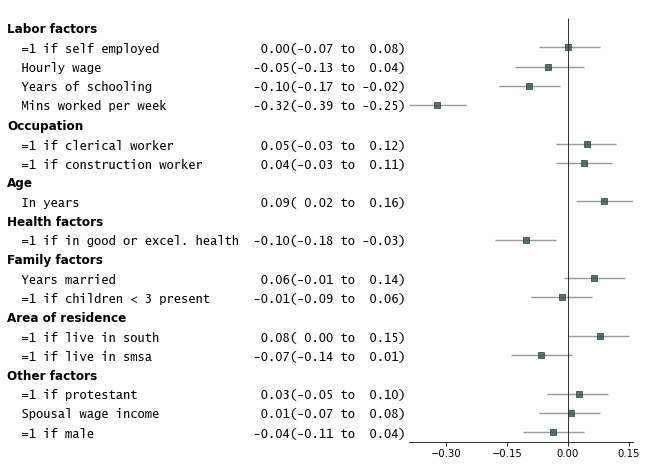 Labor factors
=1 if self employed 0.00(-0.07 to 0.08)
Hourly wage -0.05(-0.13 to 0.04)
Years of schooling -0.10(-0.17 to -0.02)
Mins worked per week -0.32(-0.39 to -0.25)
Occupation
=1 if clerical worker 0.05(-0.03 to 0.12)
=1 if construction worker 0.04(-0.03 to 0.11)
Age
In years 0.09( 0.02 to 0.16)
Health factors
=1 if in good or excel. health -0.10(-0.18 to -0.03)
Family factors
Years married 0.06(-0.01 to 0.14)
=1 if children < 3 present -0.01(-0.09 to 0.06)
Area of residence
=1 if live in south 0.08( 0.00 to 0.15)
=1 if live in smsa -0.07(-0.14 to 0.01)
Other factors
=1 if protestant 0.03(-0.05 to 0.10)
Spousal wage income 0.01(-0.07 to 0.08)
=1 if male -0.04(-0.11 to 0.04)
−0.30 −0.15 0.00 0.15